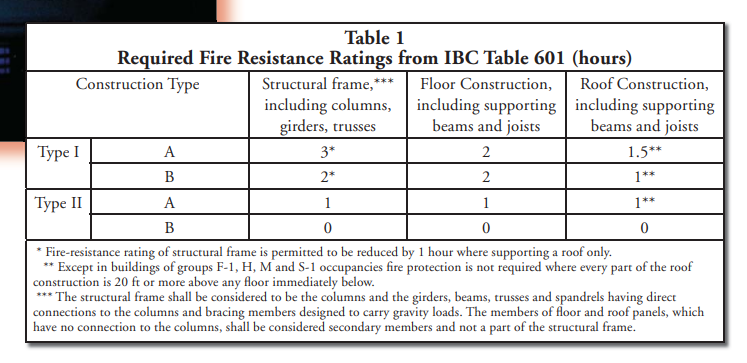 Table 1
Required Fire Resistance Ratings from IBC Table 601 (hours)
Construction Type
Structural frame,***
including columns,
girders, trusses
Floor Construction,
including supporting
beams and joists
Roof Construction,
including supporting
beams and joists
Type I A 3* 2 1.5**
B 2* 2 1**
Type II A 1 1 1**
B 0 0 0
* Fire-resistance rating of structural frame is permitted to be reduced by 1 hour where supporting a roof only.
** Except in buildings of groups F-1, H, M and S-1 occupancies fire protection is not required where every part of the roof
construction is 20 ft or more above any floor immediately below.
*** The structural frame shall be considered to be the columns and the girders, beams, trusses and spandrels having direct
connections to the columns and bracing members designed to carry gravity loads. The members of floor and roof panels, which
have no connection to the columns, shall be considered secondary members and not a part of the structural frame.